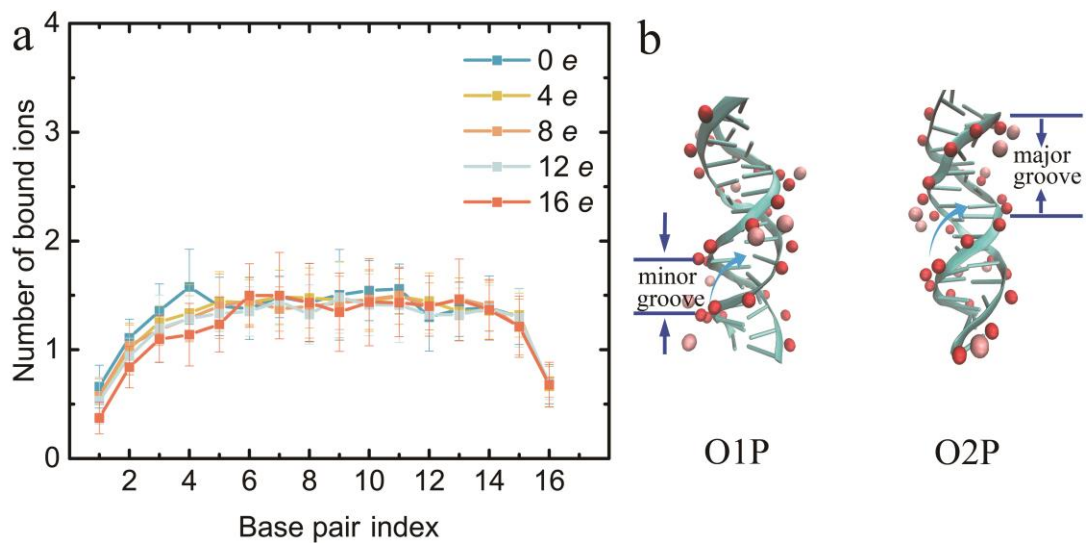 a
4
3
2
1
0
Number of bound ions
0 e
4 e
8 e
12 e
16 e
2 4 6 8 10 12 14 16
Base pair index
b
minor
groove
major
groove
O1P
O2P